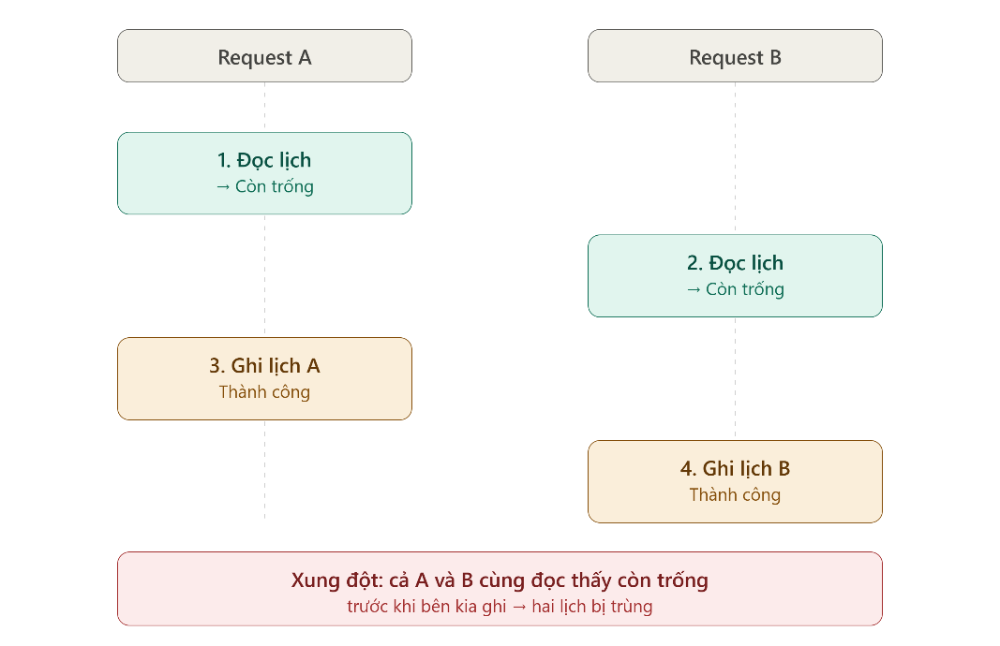 Request A
Request B
1. Đọc lịch
→ Còn trống
2. Đọc lịch
→ Còn trống
3. Ghi lịch A
Thành công
4. Ghi lịch B
Thành công
Xung đột: cả A và B cùng đọc thấy còn trống
trước khi bên kia ghi → hai lịch bị trùng